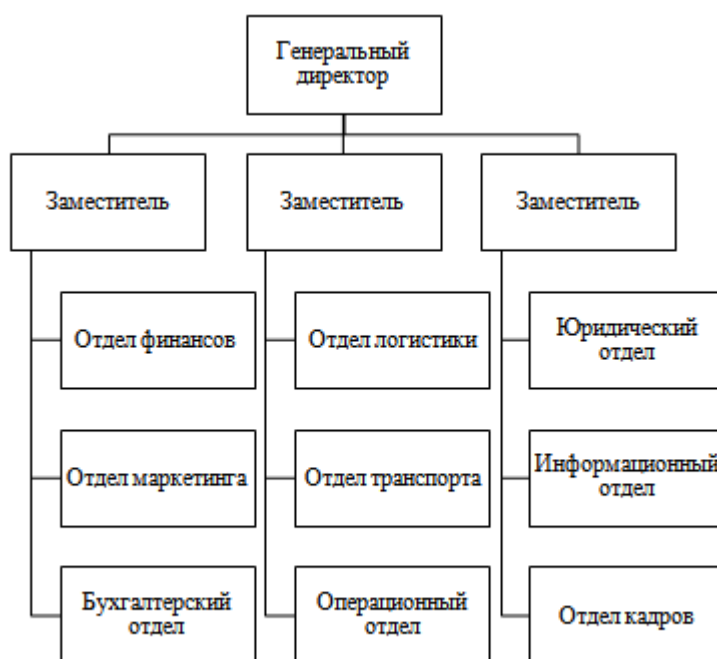 Генеральный
директор
Заместитель
Заместитель
Заместитель
Отдел финансов
Отдел логистики
Юридический
отдел
Отдел маркетинга
Отдел транспорта
Информационный
отдел
Бухгалтерский
отдел
Операционный
отдел
Отдел кадров